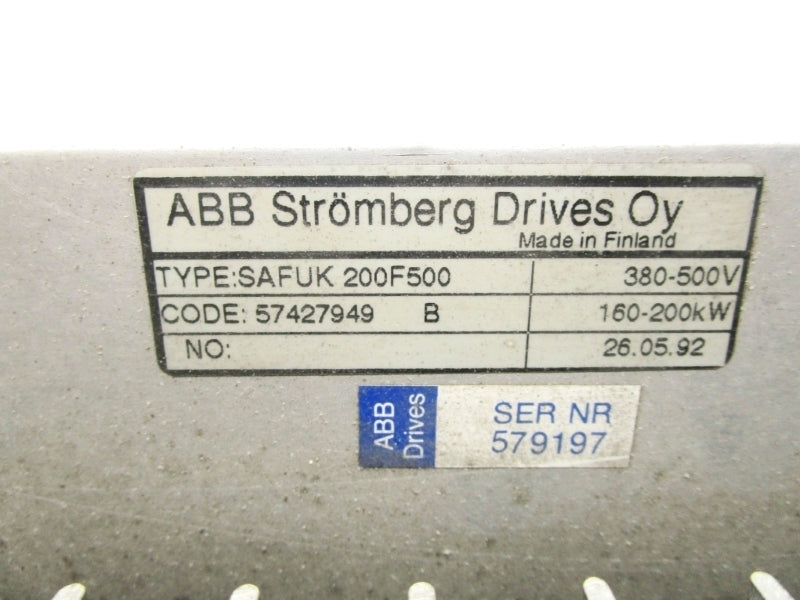 ABB Strömberg Drives Oy
Made in Finland
TYPE:SAFUK 200F500 380-500V
CODE: 57427949 B 160-200kW
NO: 26.05.92
ABB Drives
SER NR
579197